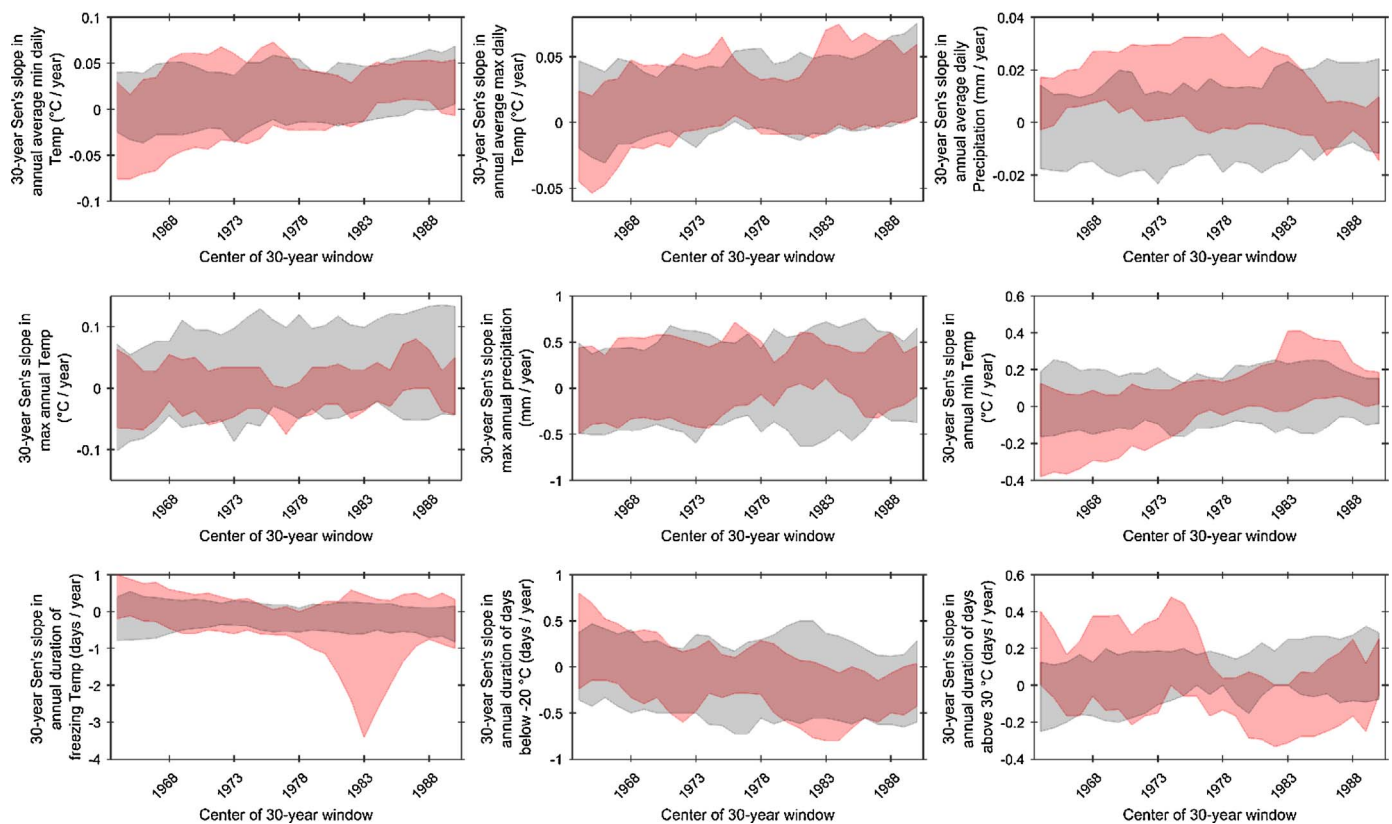 30-year Sen's slope in
annual average min daily
Temp (°C / year)
0.1
0.05
0
-0.05
-0.1
1968
1973
1978
1983
1988
Center of 30-year window
30-year Sen's slope in
annual average max daily
Temp (°C / year)
0.05
0
-0.05
1968
1973
1978
1983
1988
Center of 30-year window
30-year Sen's slope in
annual average daily
Precipitation (mm / year)
0.04
0.02
0
-0.02
1968
1973
1978
1983
1988
Center of 30-year window
30-year Sen's slope in
max annual Temp
(°C / year)
0.1
0
-0.1
1968
1973
1978
1983
1988
Center of 30-year window
30-year Sen's slope in
max annual precipitation
(mm / year)
1
0.5
0
-0.5
-1
1968
1973
1978
1983
1988
Center of 30-year window
30-year Sen's slope in
annual min Temp
(°C / year)
0.6
0.4
0.2
0
-0.2
-0.4
1968
1973
1978
1983
1988
Center of 30-year window
30-year Sen's slope in
annual duration of
freezing Temp (days / year)
1
0
-1
-2
-3
-4
1968
1973
1978
1983
1988
Center of 30-year window
30-year Sen's slope in
annual duration of days
below -20 °C (days / year)
1
0.5
0
-0.5
-1
1968
1973
1978
1983
1988
Center of 30-year window
30-year Sen's slope in
annual duration of days
above 30 °C (days / year)
0.6
0.4
0.2
0
-0.2
-0.4
1968
1973
1978
1983
1988
Center of 30-year window